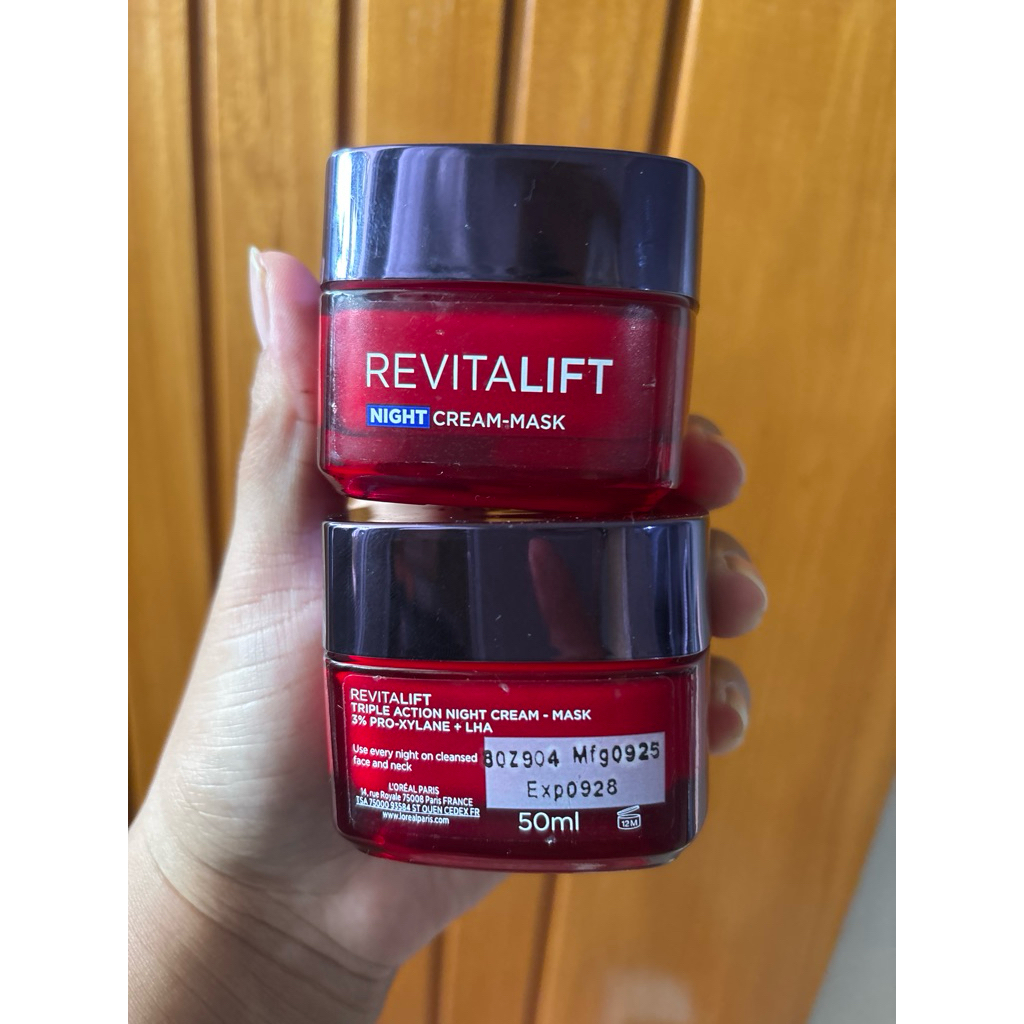 REVITALIFT
NIGHT CREAM-MASK
REVITALIFT
TRIPLE ACTION NIGHT CREAM - MASK
3% PRO-XYLANE + LHA
Use every night on cleansed
face and neck
80Z904 Mfg0925
Exp0928
L'ORÉAL PARIS
14, rue Royale 75008 Paris FRANCE
TSA 75000 93584 ST OUEN CEDEX FR
www.lorealparis.com
50ml
12M